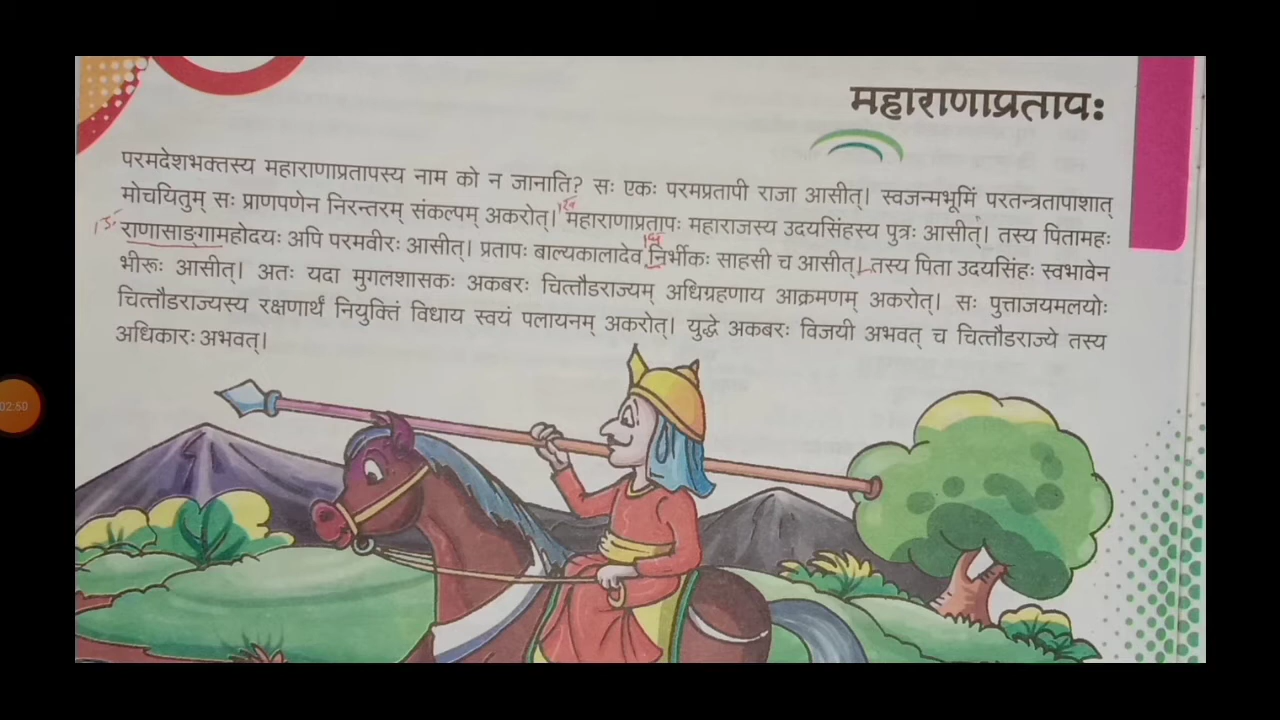 महाराणाप्रतापः
परमदेशभक्तस्य महाराणाप्रतापस्य नाम को न जानाति? सः एकः परमप्रतापी राजा आसीत्। स्वजन्मभूमिं परतन्त्रतापाशात्
मोचयितुम् सः प्राणपणेन निरन्तरम् संकल्पम् अकरोत्। महाराणाप्रतापः महाराजस्य उदयसिंहस्य पुत्रः आसीत्। तस्य पितामहः
राणासाङ्गामहोदयः अपि परमवीरः आसीत्। प्रतापः बाल्यकालादेव निर्भीकः साहसी च आसीत्। तस्य पिता उदयसिंहः स्वभावेन
भीरूः आसीत्। अतः यदा मुगलशासकः अकबरः चित्तौडराज्यम् अधिग्रहणाय आक्रमणम् अकरोत्। सः पुत्ताजयमलयोः
चित्तौडराज्यस्य रक्षणार्थं नियुक्तिं विधाय स्वयं पलायनम् अकरोत्। युद्धे अकबरः विजयी अभवत् च चित्तौडराज्ये तस्य
अधिकारः अभवत्।
02:50